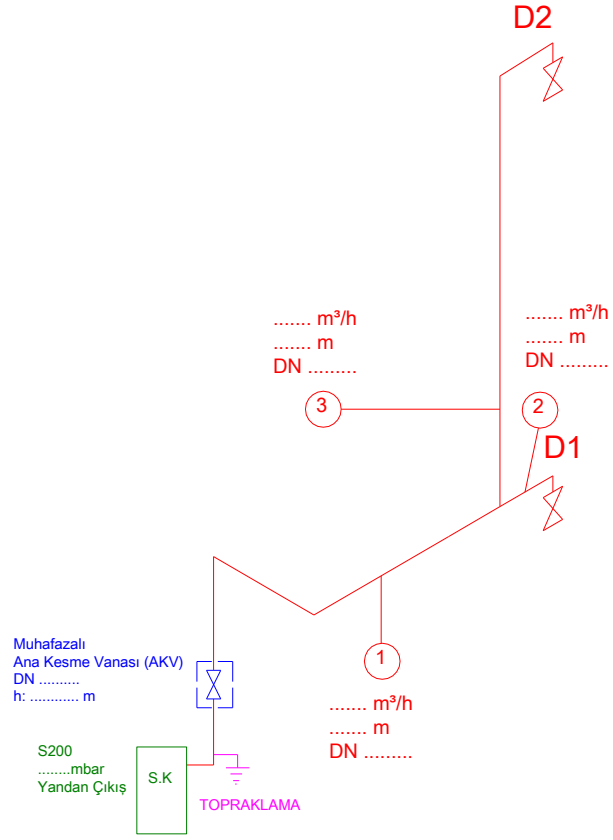 D2
....... m³/h
....... m
DN .........
3
....... m³/h
....... m
DN .........
2
D1
1
....... m³/h
....... m
DN .........
Muhafazalı
Ana Kesme Vanası (AKV)
DN ..........
h: ............ m
S200
........mbar
Yandan Çıkış
S.K
TOPRAKLAMA